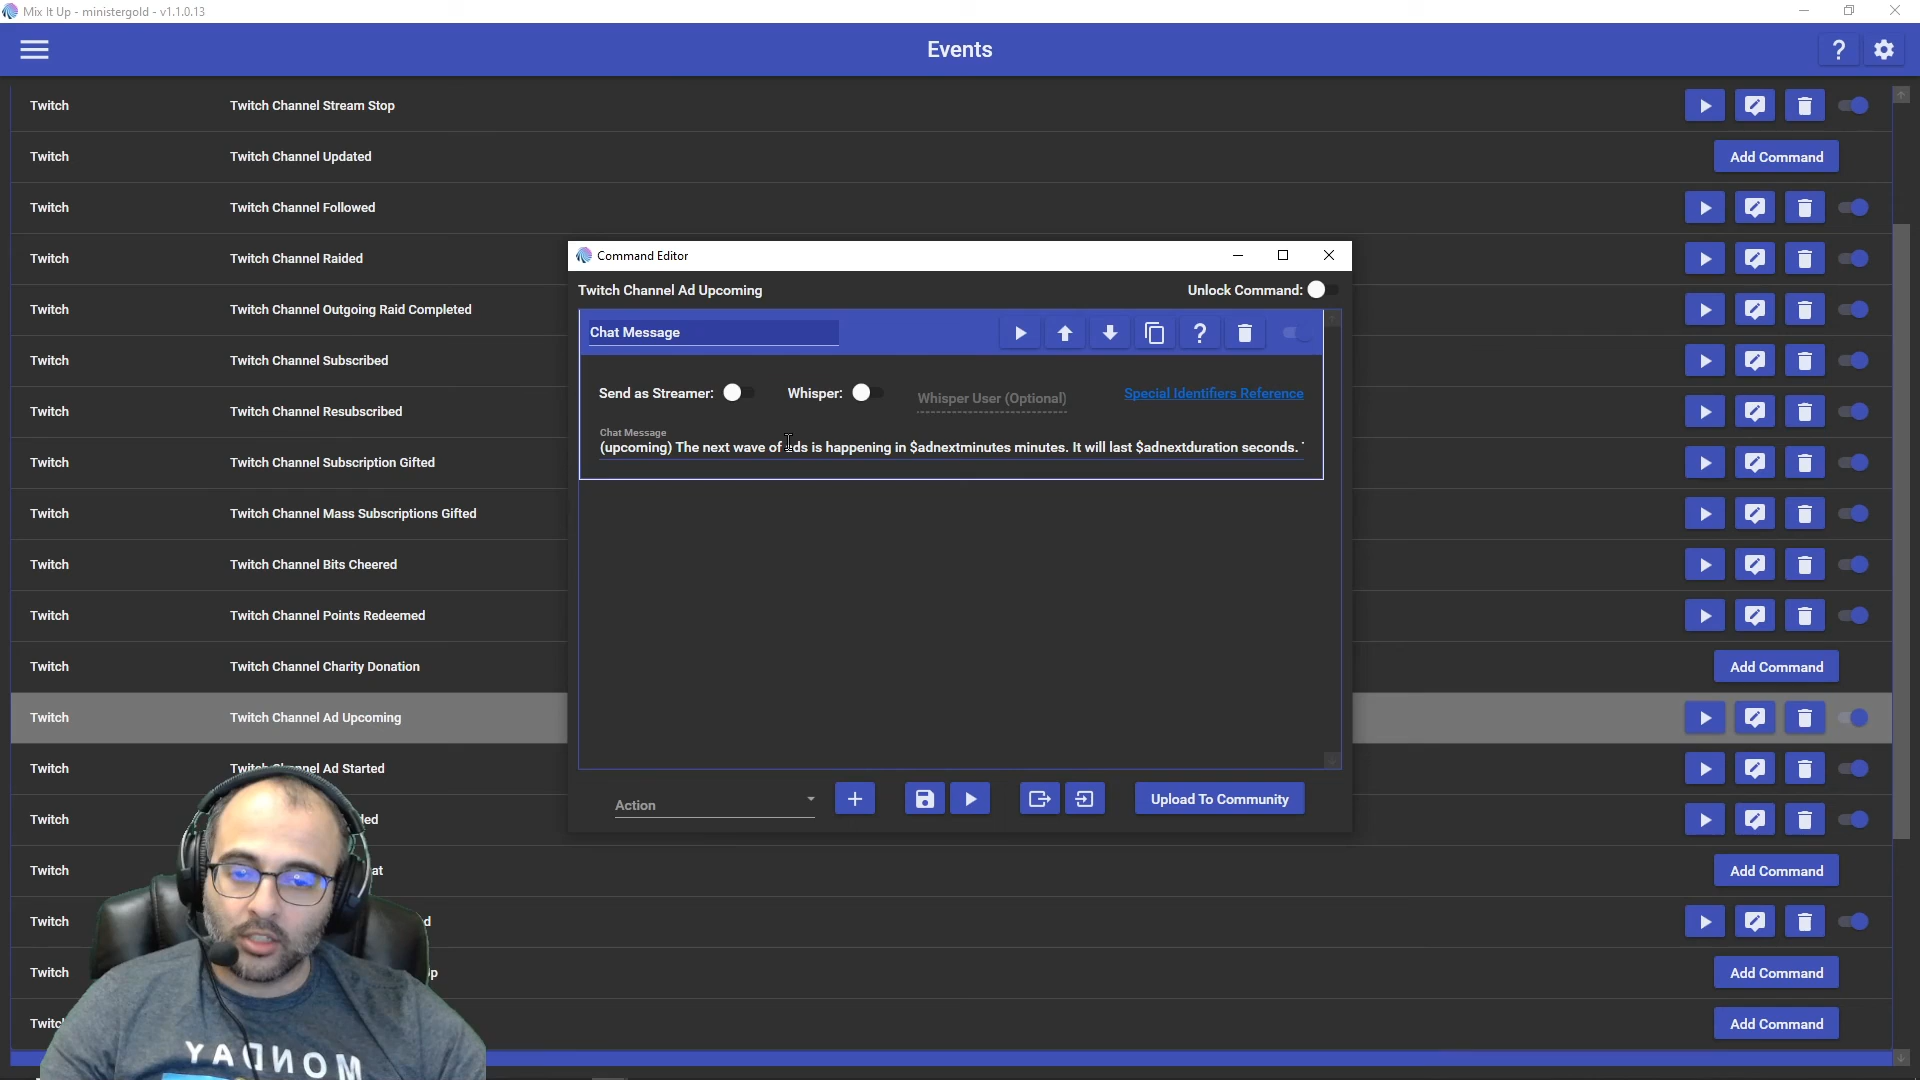 Mix It Up - ministergold - v1.1.0.13
Events
?
Twitch Twitch Channel Stream Stop
Twitch Twitch Channel Updated Add Command
Twitch Twitch Channel Followed
Twitch Twitch Channel Raided
Twitch Twitch Channel Outgoing Raid Completed
Twitch Twitch Channel Subscribed
Twitch Twitch Channel Resubscribed
Twitch Twitch Channel Subscription Gifted
Twitch Twitch Channel Mass Subscriptions Gifted
Twitch Twitch Channel Bits Cheered
Twitch Twitch Channel Points Redeemed
Twitch Twitch Channel Charity Donation Add Command
Twitch Twitch Channel Ad Upcoming
Twitch Twitch Channel Ad Started
Twitch
Twitch Add Command
Twitch
Twitch Add Command
Add Command
Command Editor
Twitch Channel Ad Upcoming Unlock Command:
Chat Message
?
Send as Streamer: Whisper: Whisper User (Optional) Special Identifiers Reference
Chat Message
(upcoming) The next wave of ads is happening in $adnextminutes minutes. It will last $adnextduration seconds.
Action Upload To Community
MONDAY